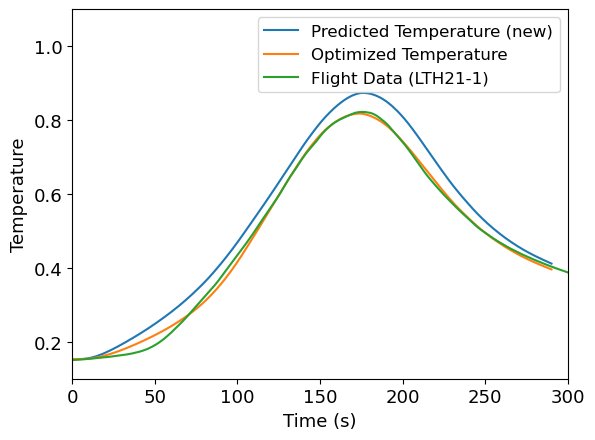 Predicted Temperature (new)
Optimized Temperature
Flight Data (LTH21-1)
1.0
0.8
0.6
0.4
0.2
Temperature
0 50 100 150 200 250 300
Time (s)